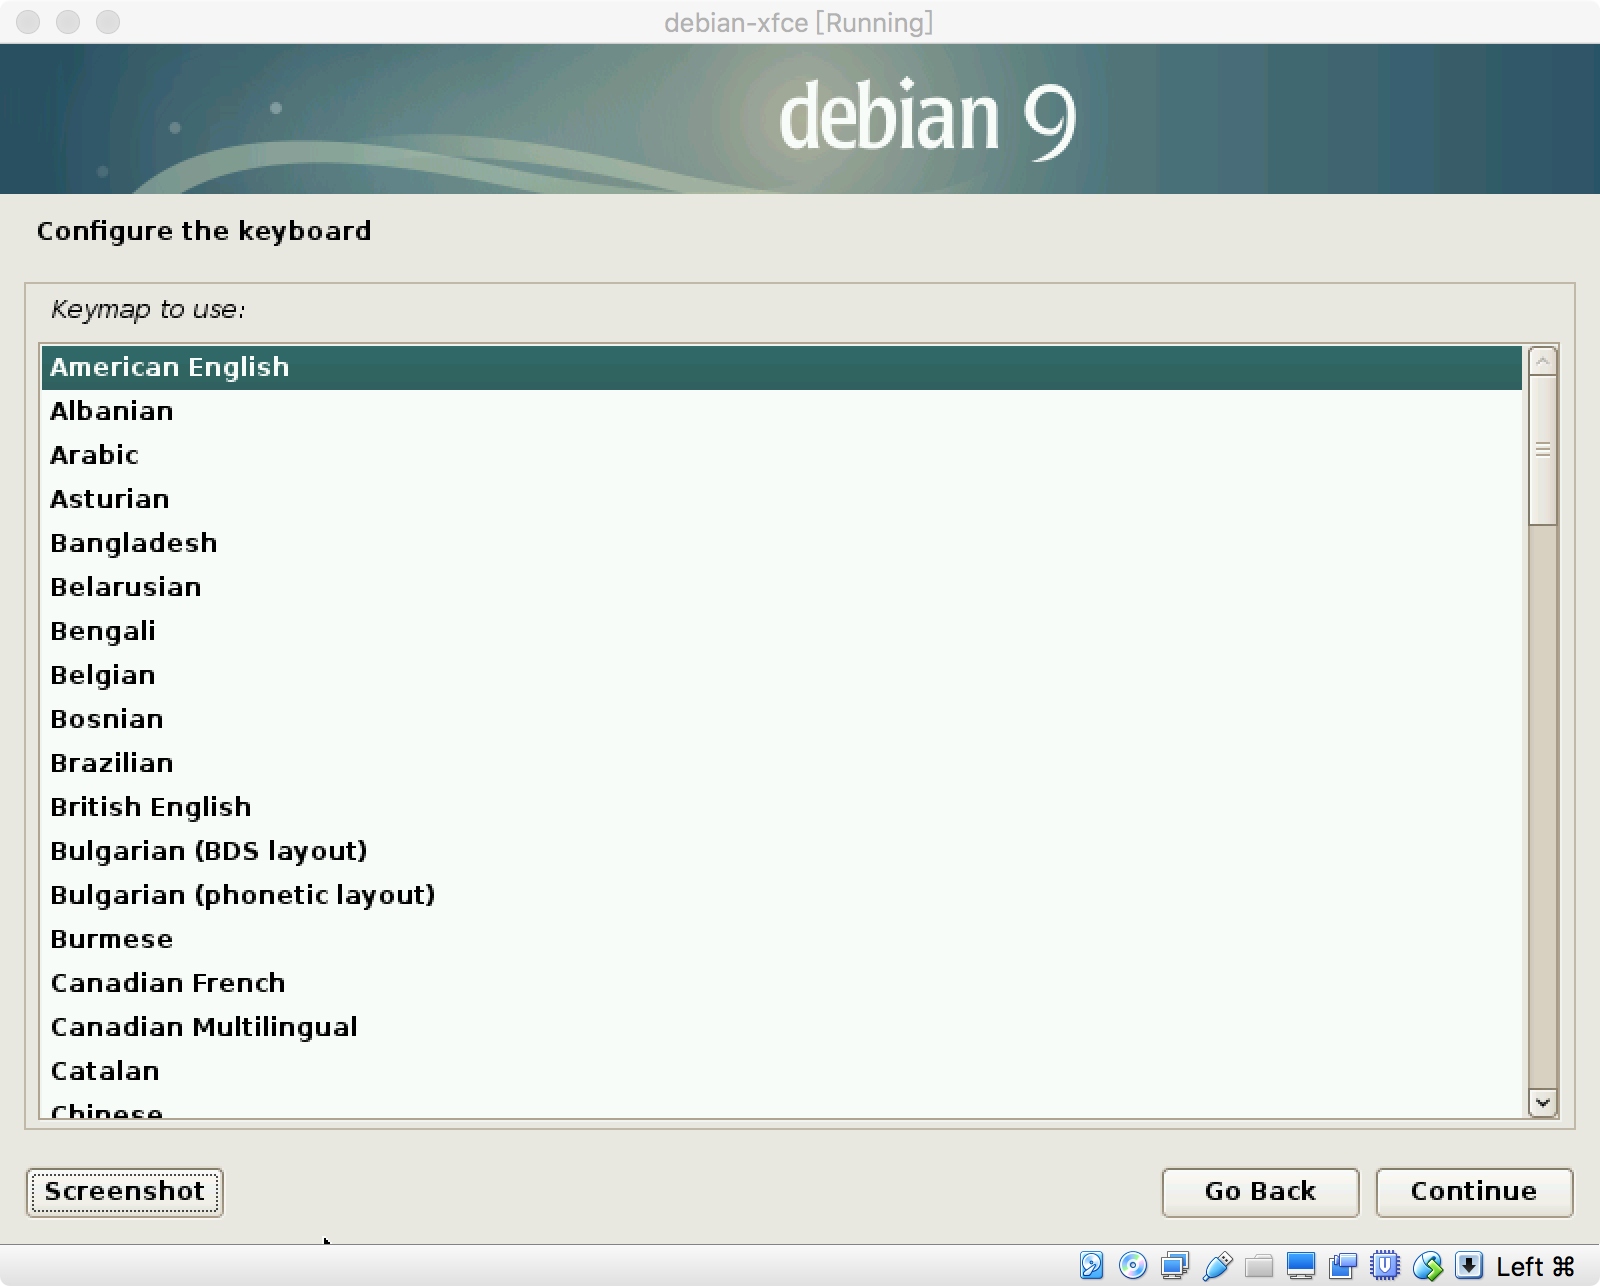 debian-xfce [Running]
debian 9
Configure the keyboard
Keymap to use:
American English
Albanian
Arabic
Asturian
Bangladesh
Belarusian
Bengali
Belgian
Bosnian
Brazilian
British English
Bulgarian (BDS layout)
Bulgarian (phonetic layout)
Burmese
Canadian French
Canadian Multilingual
Catalan
Chinese
Screenshot
Go Back
Continue
Left ⌘